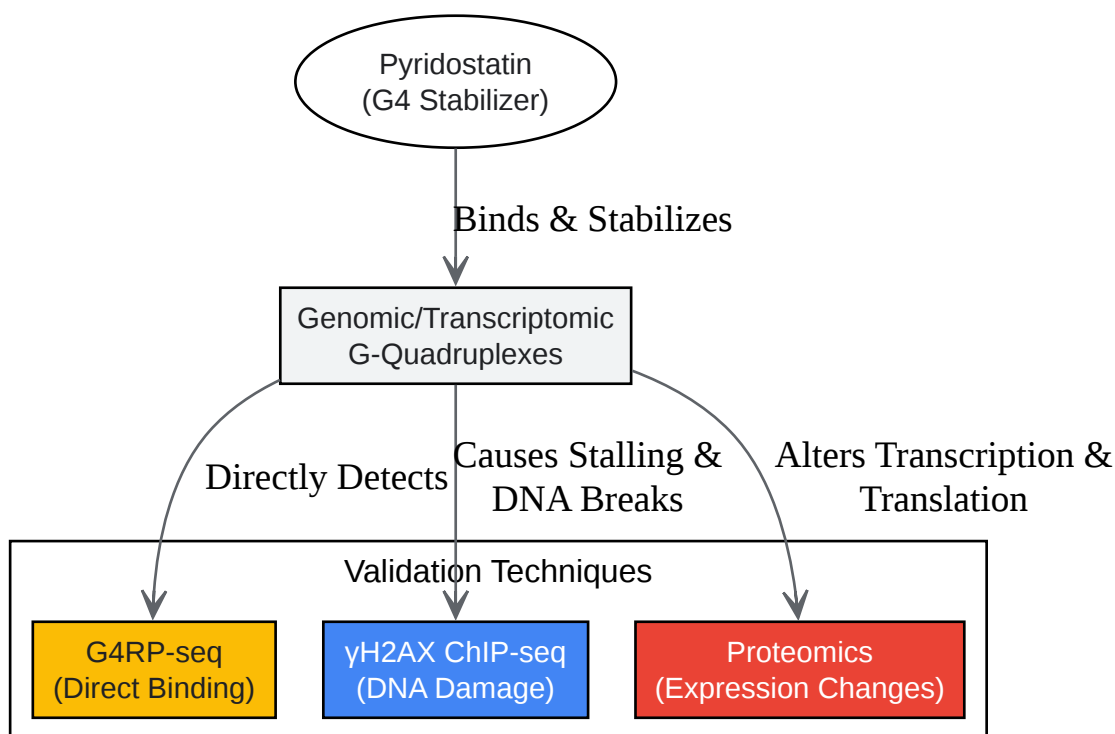 Pyridostatin
(G4 Stabilizer)
Binds & Stabilizes
Genomic/Transcriptomic
G-Quadruplexes
Directly Detects
Causes Stalling &
DNA Breaks
Alters Transcription &
Translation
Validation Techniques
G4RP-seq
(Direct Binding)
γH2AX ChIP-seq
(DNA Damage)
Proteomics
(Expression Changes)